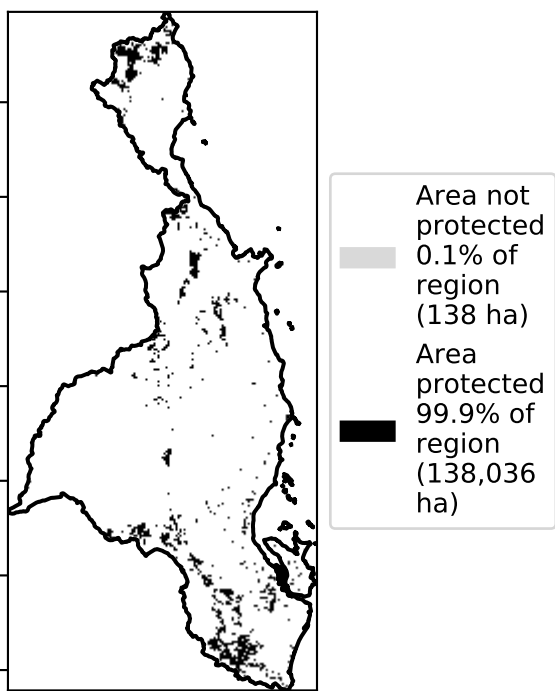 Area not
protected
0.1% of
region
(138 ha)
Area
protected
99.9% of
region
(138,036
ha)